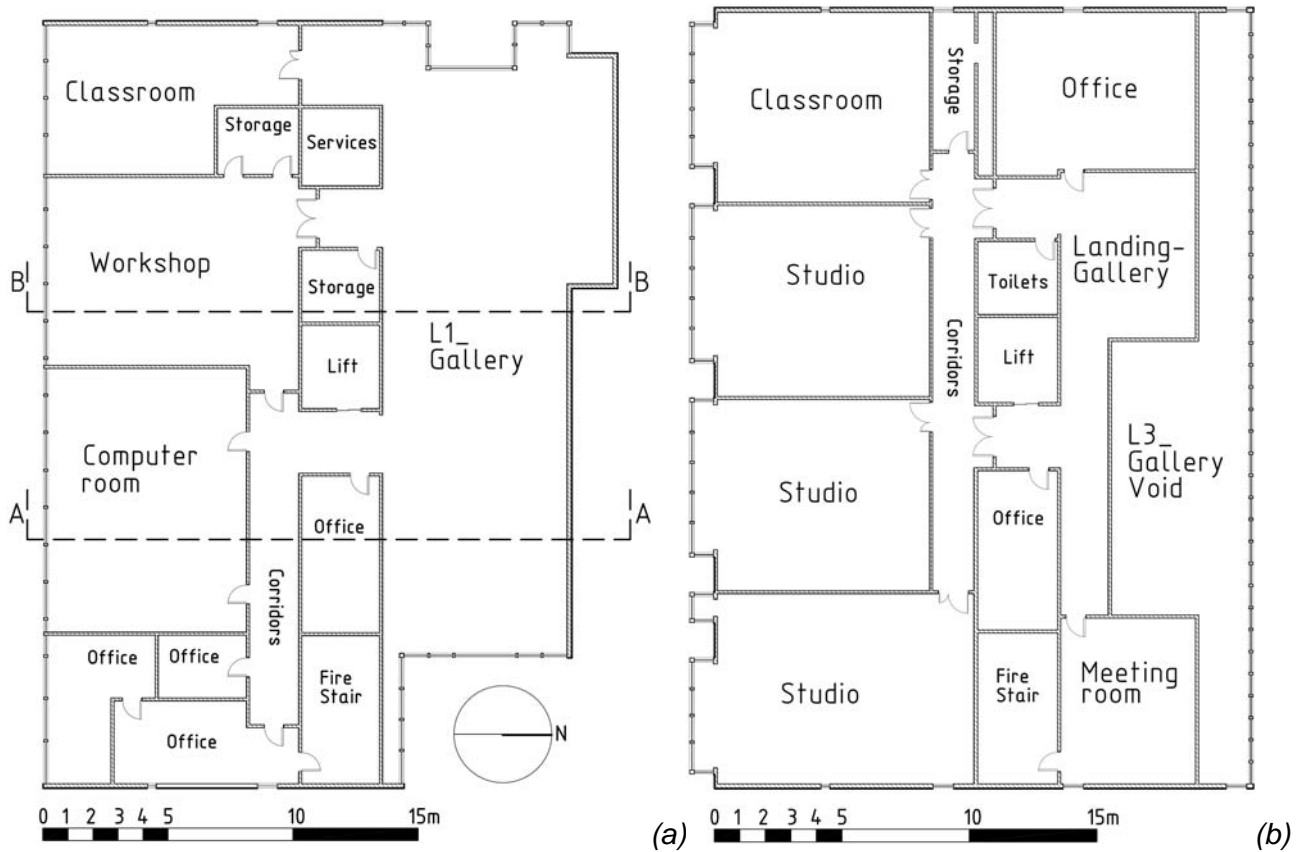 Classroom
Storage
Services
Workshop
B
B
Storage
L1_
Gallery
Lift
Computer
room
A
A
Office
Corridors
Office
Office
Fire
Stair
Office
N
0 1 2 3 4 5 10 15m
(a)
Classroom
Storage
Office
Landing-
Gallery
Studio
Toilets
Corridors
Lift
L3_
Gallery
Void
Studio
Office
Studio
Fire
Stair
Meeting
room
0 1 2 3 4 5 10 15m
(b)